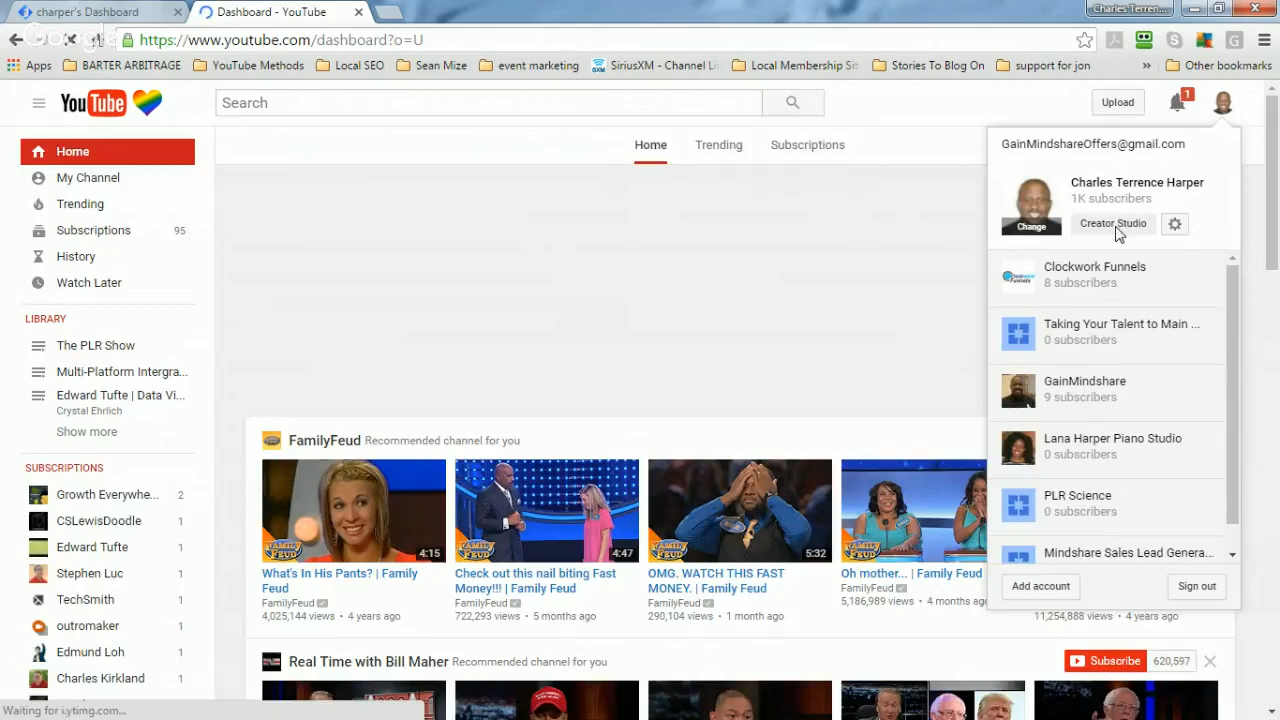 charper's Dashboard
Dashboard - YouTube
Charles Terren...
https://www.youtube.com/dashboard?o=U
Apps
BARTER ARBITRAGE
YouTube Methods
Local SEO
Sean Mize
event marketing
SiriusXM - Channel Li
Local Membership Sit
Stories To Blog On
support for jon
»
Other bookmarks
YouTube
Search
Upload
1
Home
Trending
Subscriptions
Home
My Channel
Trending
Subscriptions 95
History
Watch Later
LIBRARY
The PLR Show
Multi-Platform Intergra...
Edward Tufte | Data Vi...
Crystal Ehrlich
Show more
SUBSCRIPTIONS
Growth Everywhe... 2
CSLewisDoodle 1
Edward Tufte 1
Stephen Luc 1
TechSmith 1
outromaker 1
Edmund Loh 1
Charles Kirkland 1
GainMindshareOffers@gmail.com
Charles Terrence Harper
1K subscribers
Change
Creator Studio
Clockwork Funnels
8 subscribers
Taking Your Talent to Main ...
0 subscribers
GainMindshare
9 subscribers
Lana Harper Piano Studio
0 subscribers
PLR Science
0 subscribers
Mindshare Sales Lead Genera...
Add account
Sign out
FamilyFeud Recommended channel for you
4:15
4:47
5:32
What's In His Pants? | Family
Feud
FamilyFeud
4,025,144 views • 4 years ago
Check out this nail biting Fast
Money!!! | Family Feud
FamilyFeud
722,293 views • 5 months ago
OMG. WATCH THIS FAST
MONEY. | Family Feud
FamilyFeud
290,104 views • 1 month ago
Oh mother... | Family Feud
FamilyFeud
5,186,989 views • 4 months ago
11,254,888 views • 4 years ago
Real Time with Bill Maher Recommended channel for you
Subscribe
620,597
Waiting for i.ytimg.com...